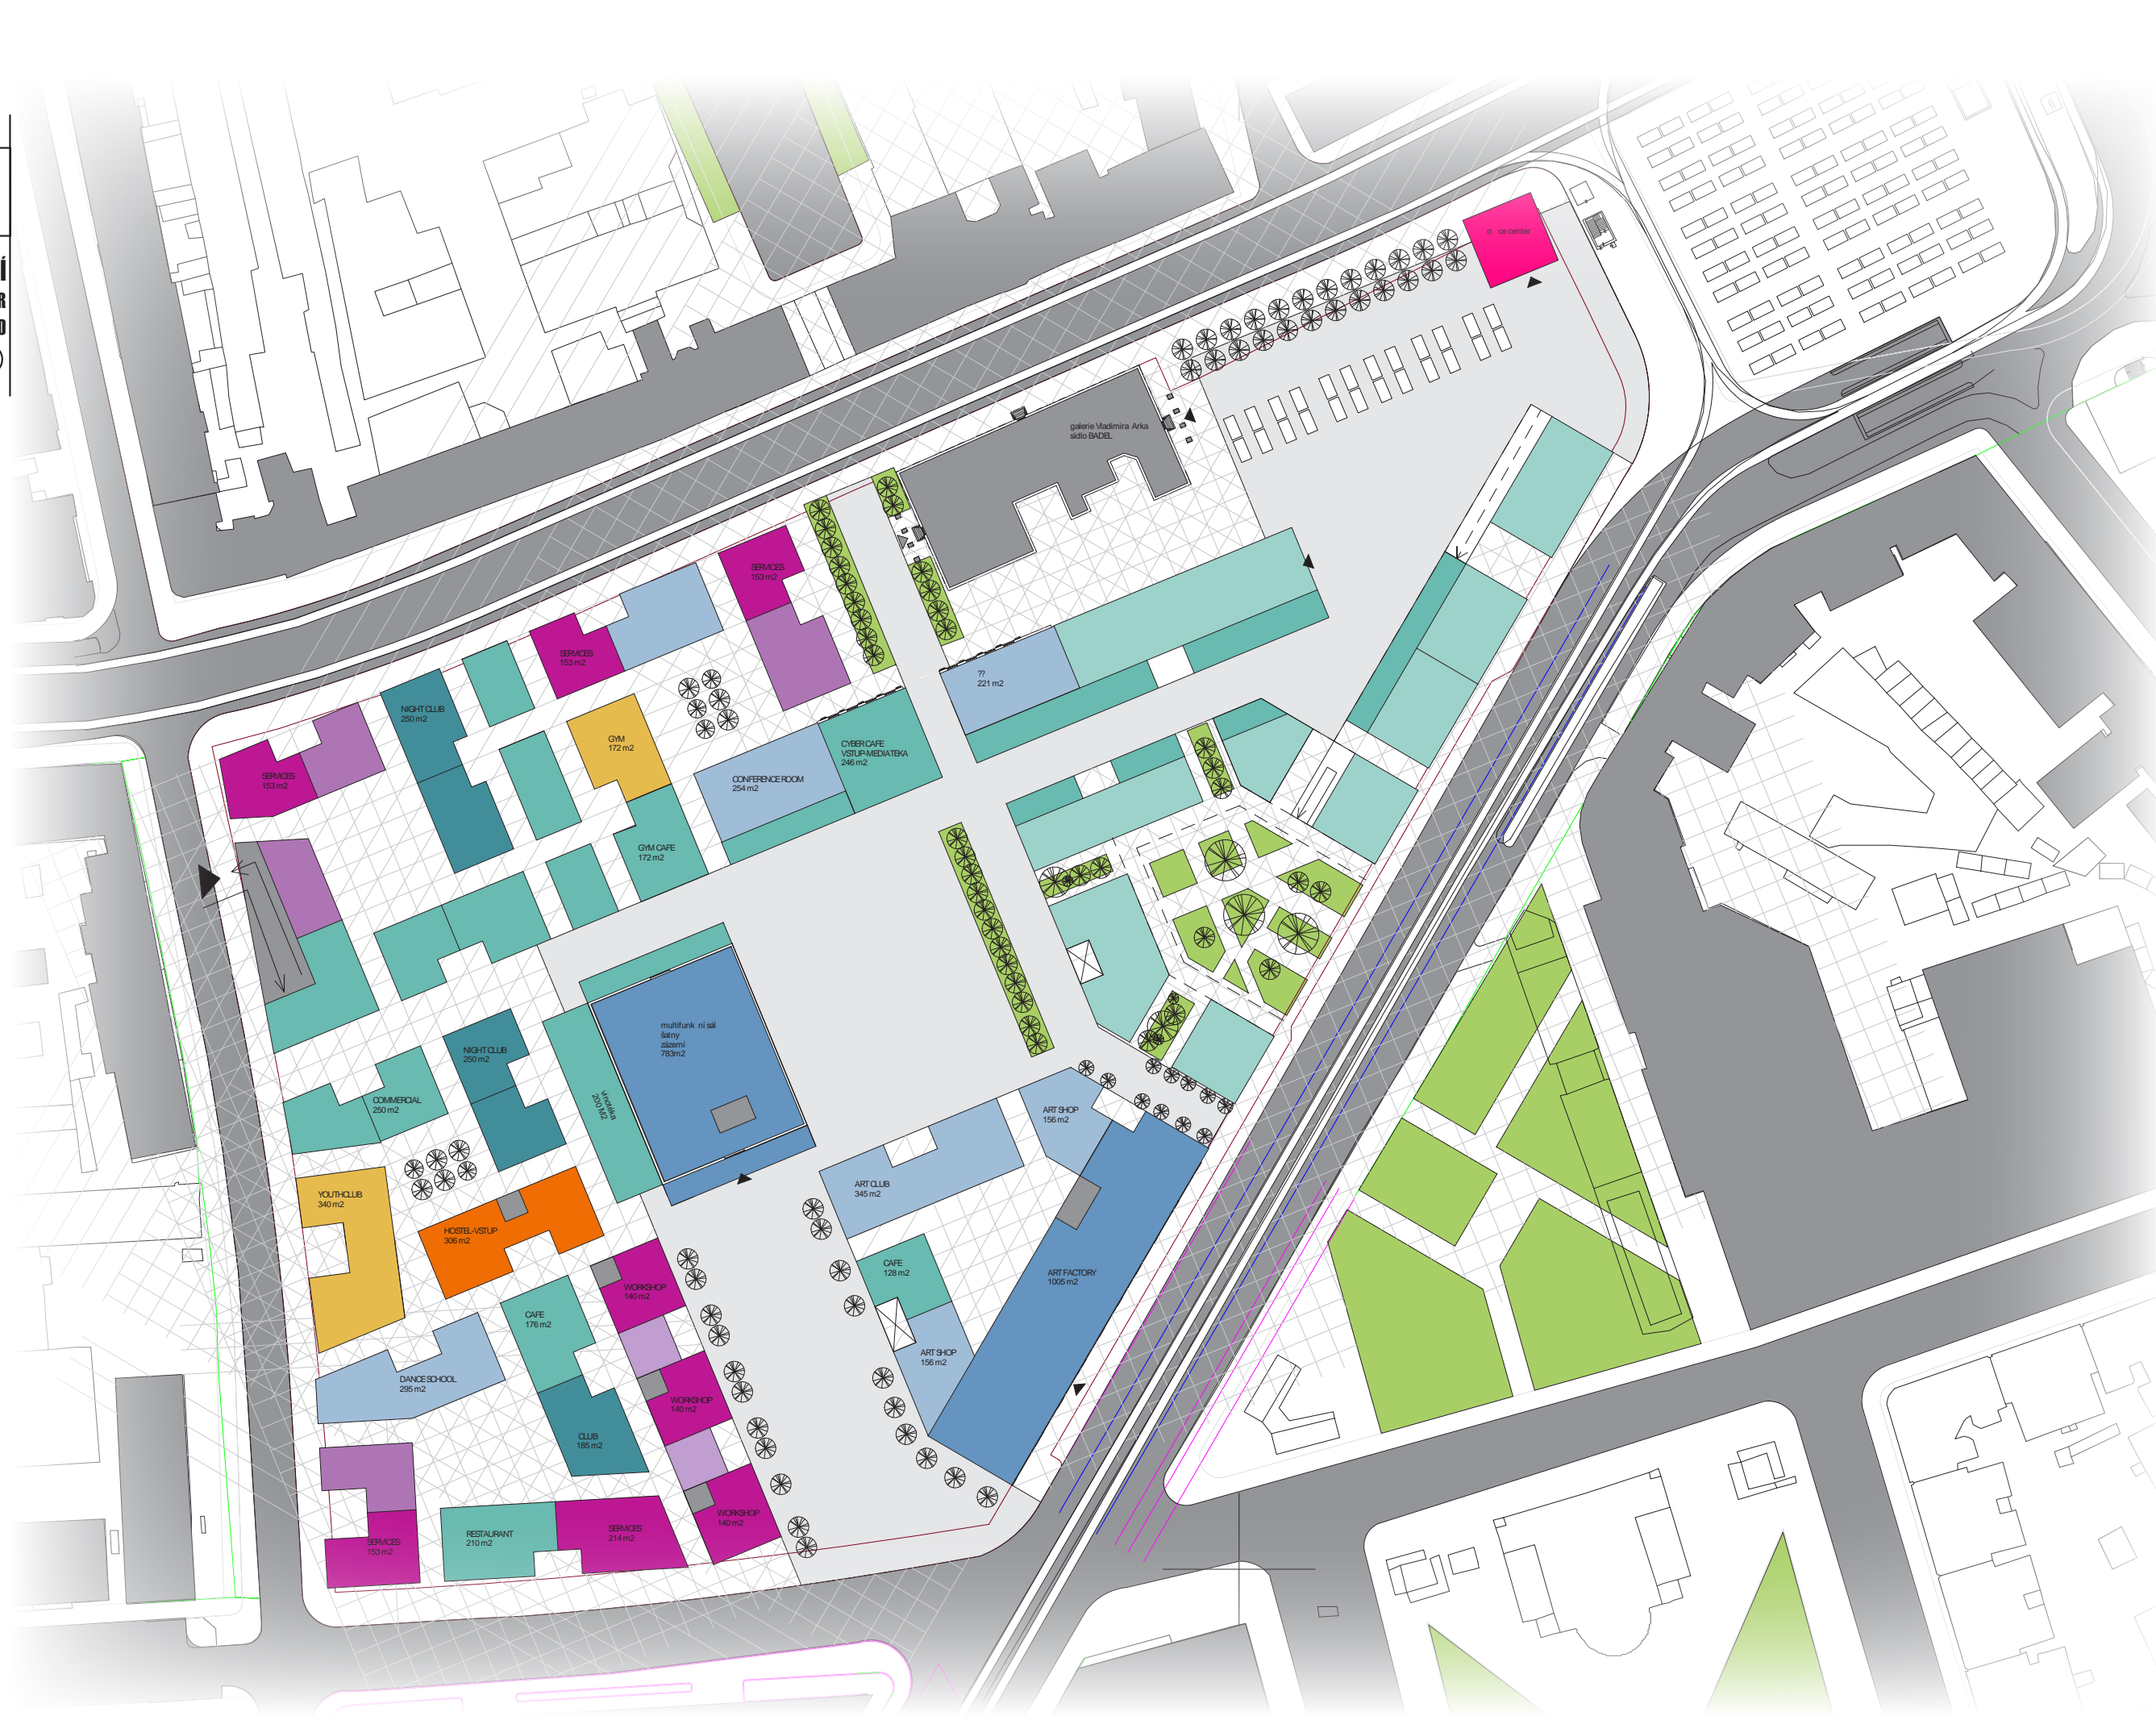 Í
R
O
)
o ce center
galerie Vladimira Arka
sídlo BADEL
SERVICES
153 m2
SERVICES
153 m2
??
221 m2
NIGHT CLUB
250 m2
GYM
172 m2
CYBER CAFE
VSTUP-MEDIATEKA
246 m2
SERVICES
153 m2
CONFERENCE ROOM
254 m2
GYM CAFE
172 m2
multifunk ní sál
šatny
zázemí
783m2
NIGHT CLUB
250 m2
vinotéka
200 M2
COMMERCIAL
250 m2
ART SHOP
156 m2
ART CLUB
345 m2
YOUTHCLUB
340 m2
HOSTEL-VSTUP
306 m2
CAFE
128 m2
ART FACTORY
1005 m2
WORKSHOP
140 m2
CAFE
176 m2
ART SHOP
156 m2
DANCE SCHOOL
295 m2
WORKSHOP
140 m2
CLUB
185 m2
WORKSHOP
140 m2
SERVICES
214 m2
RESTAURANT
210 m2
SERVICES
153 m2